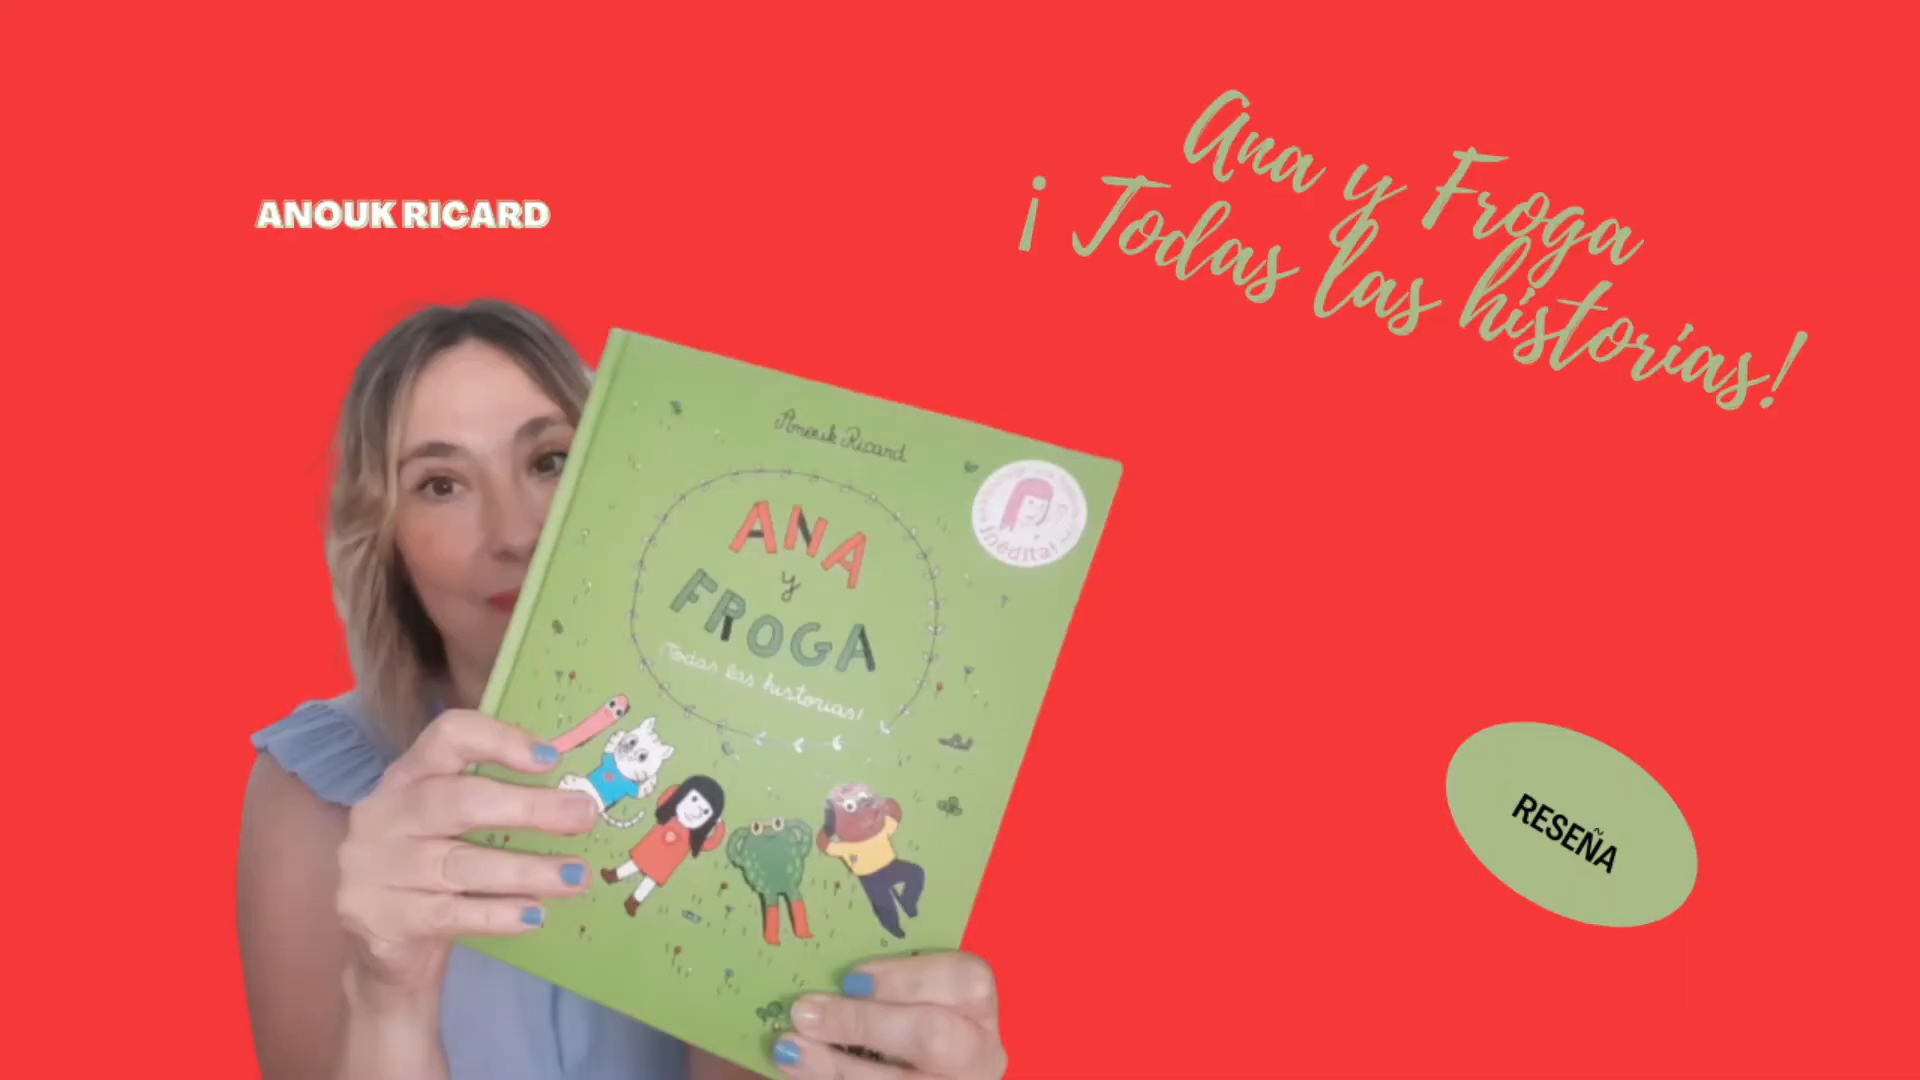 Ana y Froga
¡Todas las historias!
ANOUK RICARD
Anouk Ricard
ANA
y
FROGA
¡Todas las historias!
inédita!
RESEÑA